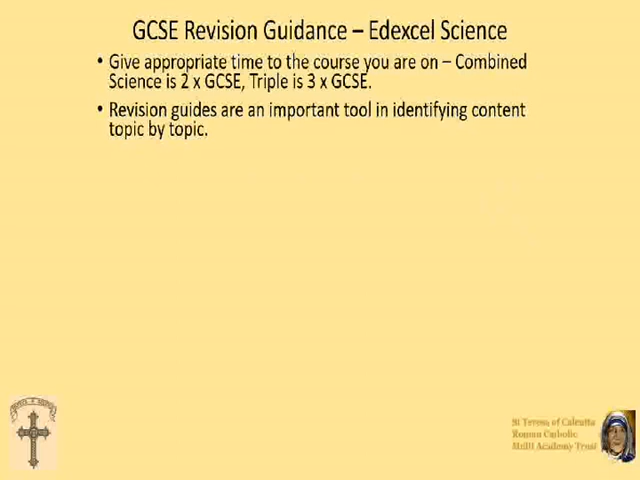 GCSE Revision Guidance – Edexcel Science
• Give appropriate time to the course you are on – Combined
Science is 2 x GCSE, Triple is 3 x GCSE.
• Revision guides are an important tool in identifying content
topic by topic.
St Teresa of Calcutta
Roman Catholic
Multi Academy Trust